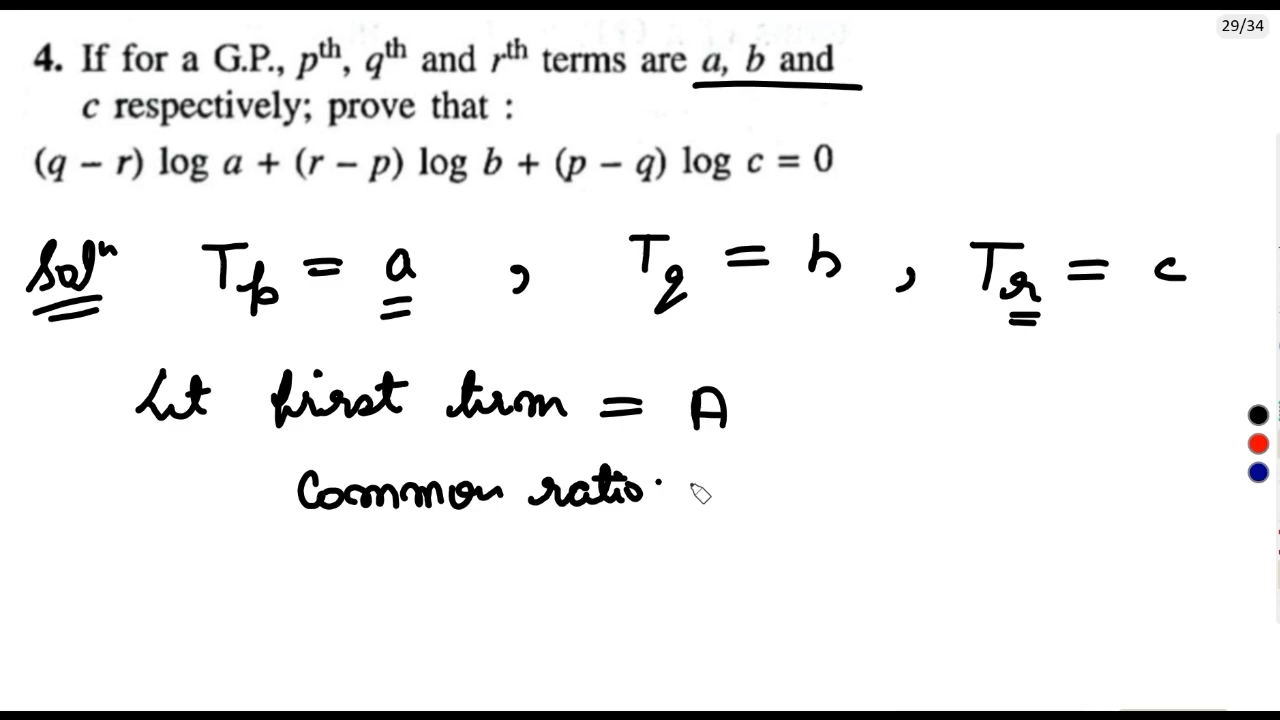 29/34
4. If for a G.P., pᵗʰ, qᵗʰ and rᵗʰ terms are a, b and
c respectively; prove that :
(q − r) log a + (r − p) log b + (p − q) log c = 0
Solⁿ Tₚ = a , T_q = b , Tᵣ = c
Let first term = A
Common ratio